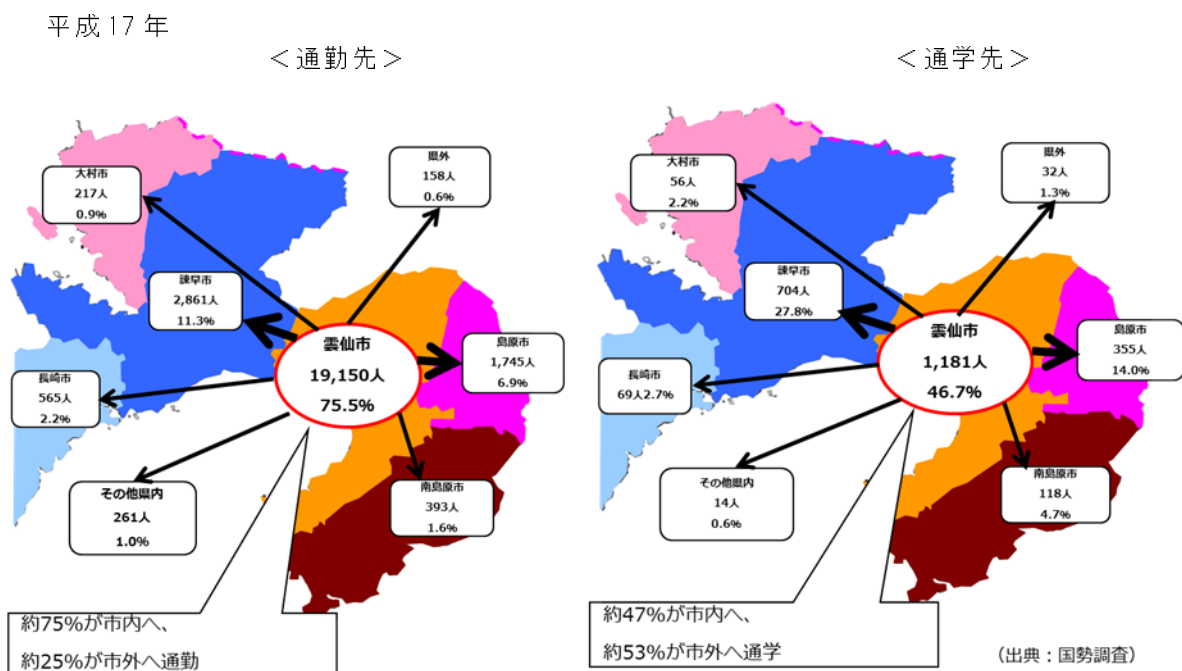 平成17年
＜通勤先＞
大村市
217人
0.9%
県外
158人
0.6%
諫早市
2,861人
11.3%
雲仙市
19,150人
75.5%
島原市
1,745人
6.9%
長崎市
565人
2.2%
その他県内
261人
1.0%
南島原市
393人
1.6%
約75%が市内へ、
約25%が市外へ通勤
＜通学先＞
大村市
56人
2.2%
県外
32人
1.3%
諫早市
704人
27.8%
雲仙市
1,181人
46.7%
島原市
355人
14.0%
長崎市
69人2.7%
その他県内
14人
0.6%
南島原市
118人
4.7%
約47%が市内へ、
約53%が市外へ通学
（出典：国勢調査）